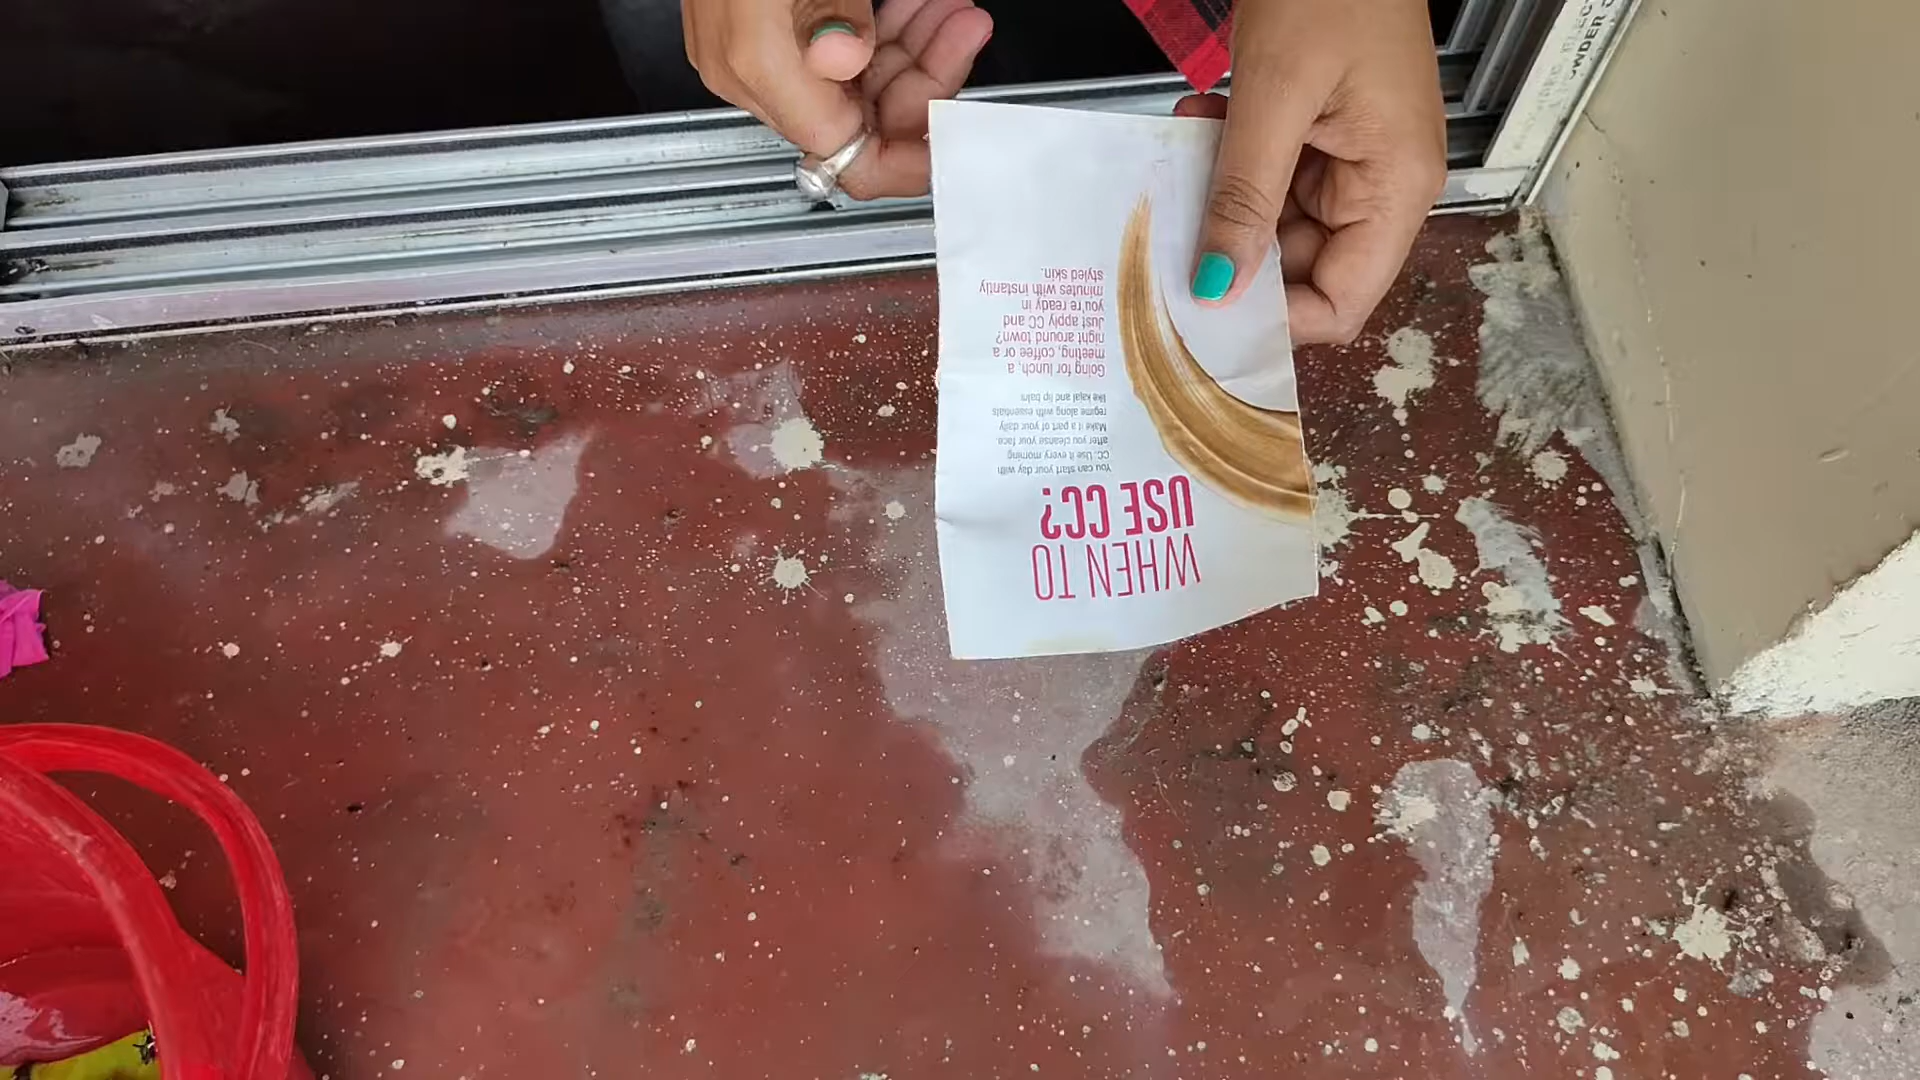 WHEN TO
USE CC?
You can start your day with
CC. Use it every morning
after you cleanse your face.
Make it a part of your daily
regime along with essentials
like kajal and lip balm
Going for lunch, a
meeting, coffee or a
night around town?
Just apply CC and
you're ready in
minutes with instantly
styled skin.